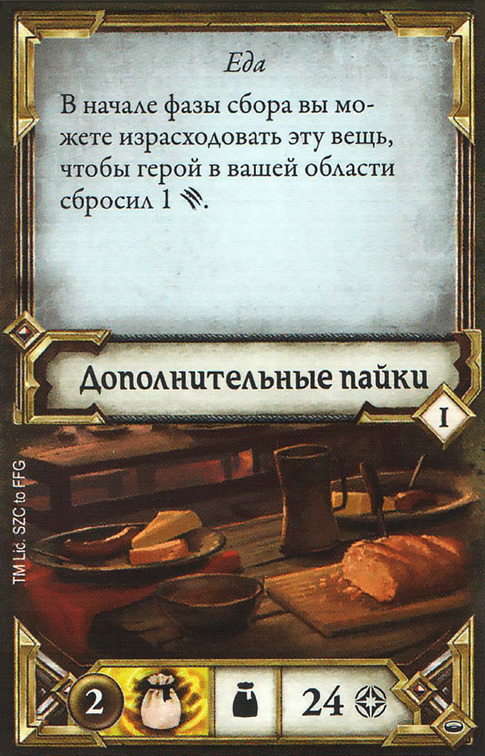 Еда
В начале фазы сбора вы мо-
жете израсходовать эту вещь,
чтобы герой в вашей области
сбросил 1 .
Дополнительные пайки
I
TM Lic. SZC to FFG
2
24